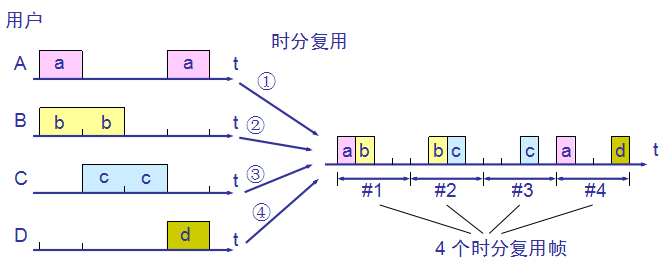 用户
时分复用
A a a t
①
B b b t
②
a b b c c a d t
C c c t
③
#1 #2 #3 #4
④
D d t
4 个时分复用帧